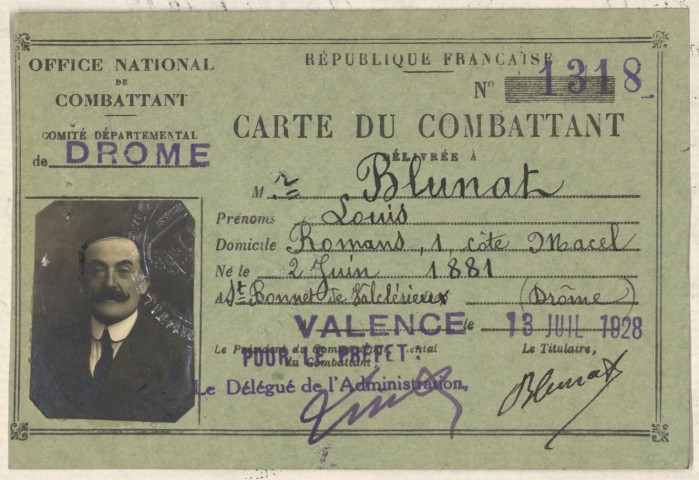 OFFICE NATIONAL
DU
COMBATTANT
COMITÉ DÉPARTEMENTAL
de DROME
RÉPUBLIQUE FRANÇAISE
N° 1318
CARTE DU COMBATTANT
DÉLIVRÉE À
M. r Blunat
Prénoms Louis
Domicile Romans, 1, côte Macel
Né le 2 Juin 1881
A St Bonnet de Valclérieux (Drôme)
VALENCE le 13 JUIL 1928
Le Président du Comité
du Combattant,
POUR LE PREFET:
Le Délégué de l'Administration,
Le Titulaire,
Blunat